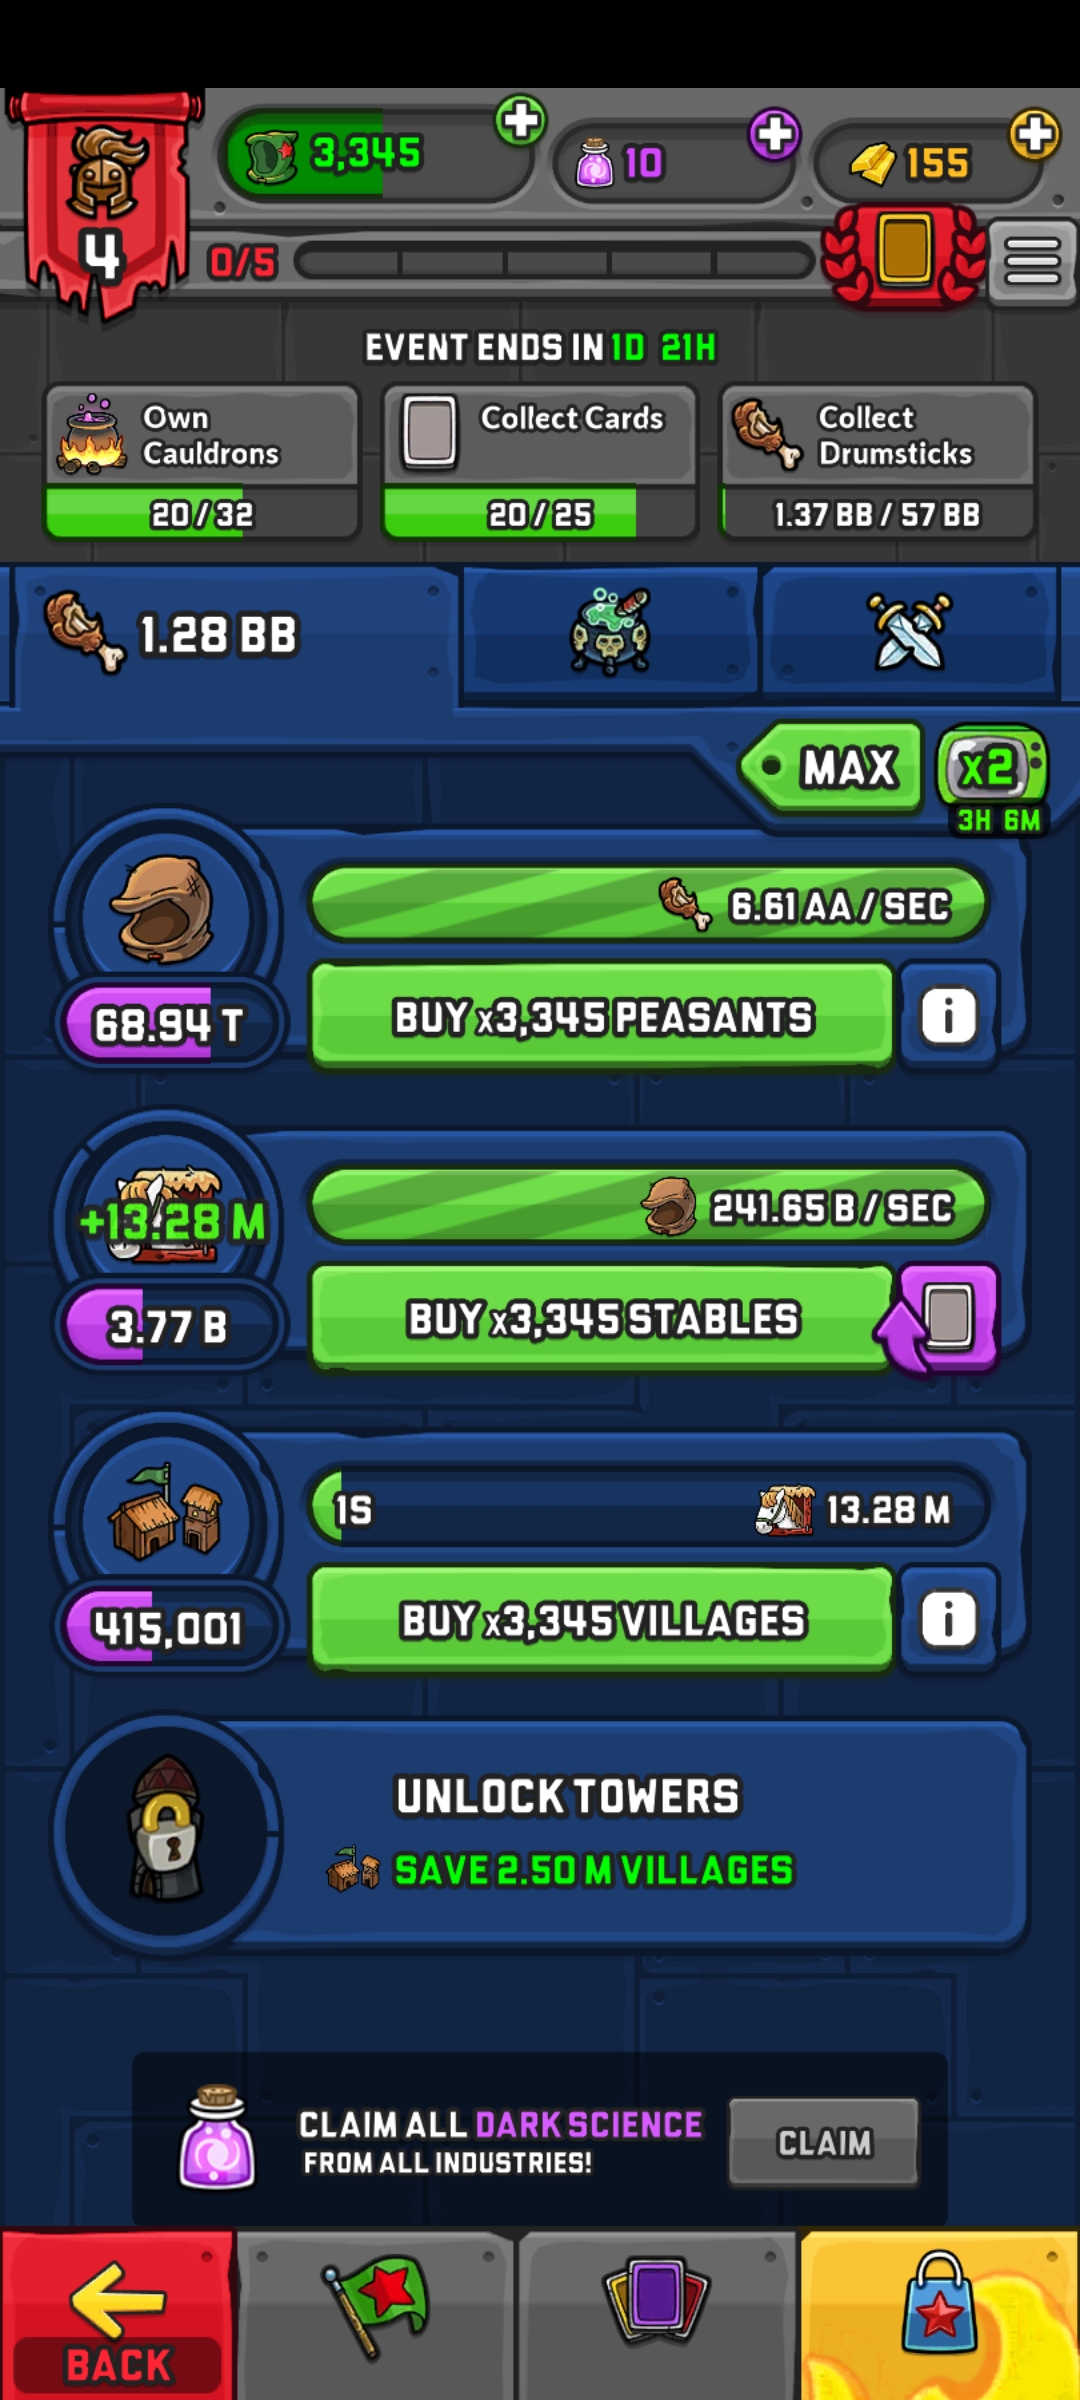 4
3,345
10
155
0/5
EVENT ENDS IN 1D 21H
Own
Cauldrons
20/32
Collect Cards
20/25
Collect
Drumsticks
1.37 BB / 57 BB
1.28 BB
MAX
x2
3H 6M
6.61 AA / SEC
68.94 T
BUY x3,345 PEASANTS
i
+13.28 M
241.65 B / SEC
3.77 B
BUY x3,345 STABLES
1S
13.28 M
415,001
BUY x3,345 VILLAGES
i
UNLOCK TOWERS
SAVE 2.50 M VILLAGES
CLAIM ALL DARK SCIENCE
FROM ALL INDUSTRIES!
CLAIM
BACK